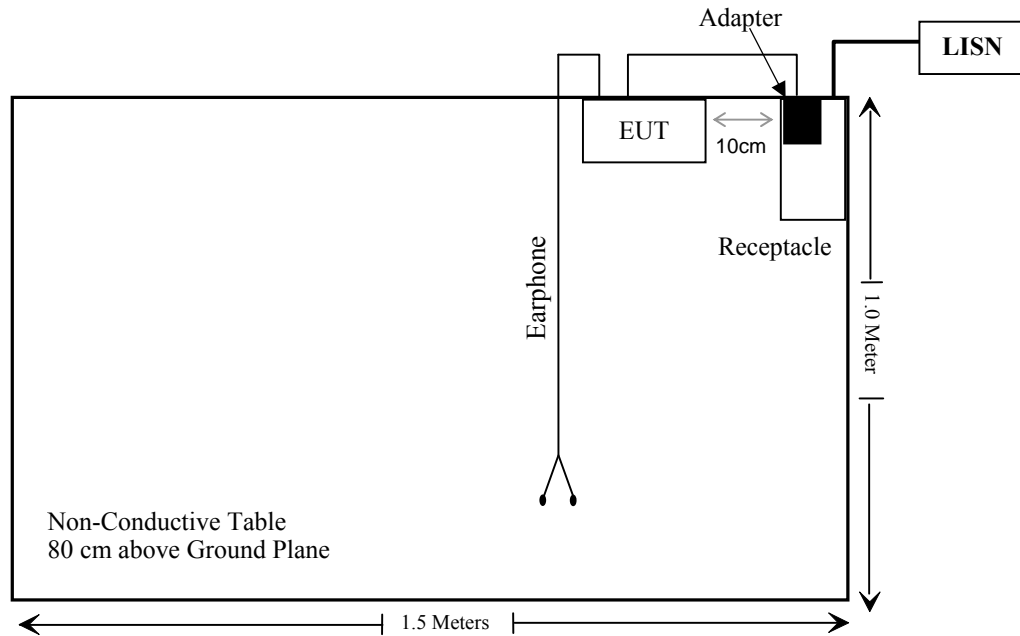 Adapter
LISN
EUT
10cm
Receptacle
Earphone
1.0 Meter
Non-Conductive Table
80 cm above Ground Plane
1.5 Meters